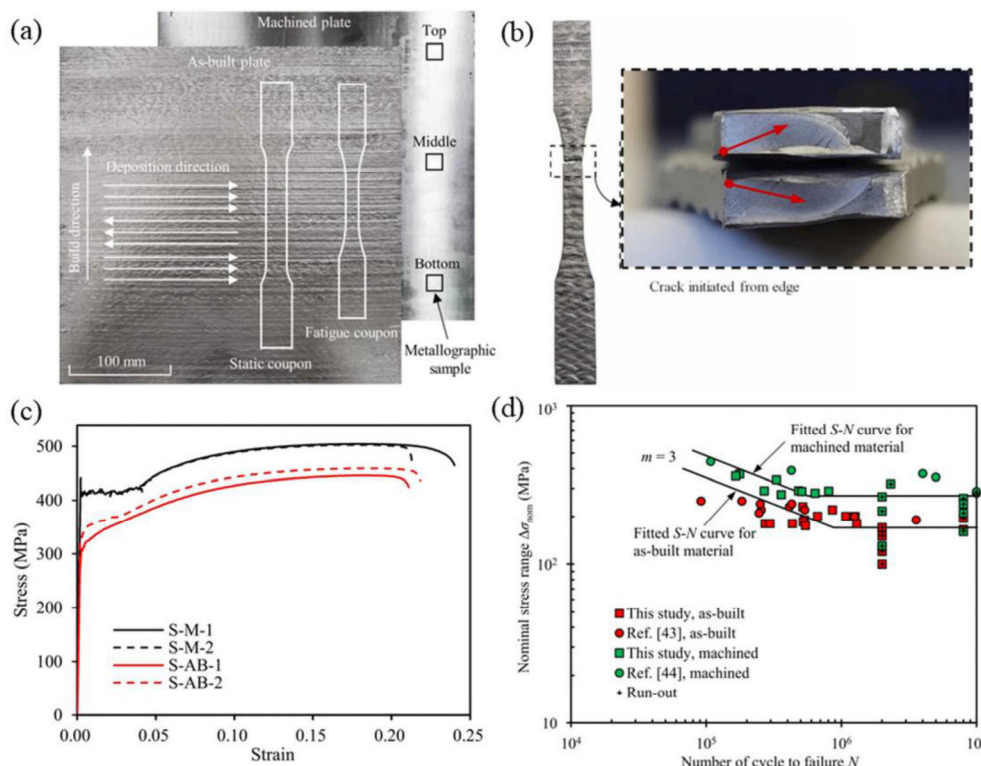 (a)
Machined plate
As-built plate
Top
Middle
Bottom
Build direction
Deposition direction
Static coupon
Fatigue coupon
Metallographic
sample
100 mm
(b)
Crack initiated from edge
(c)
Stress (MPa)
500
400
300
200
100
0
S-M-1
S-M-2
S-AB-1
S-AB-2
0.00
0.05
0.10
0.15
0.20
0.25
Strain
(d)
Nominal stress range Δσnom (MPa)
10³
10²
10
m = 3
Fitted S-N curve for
machined material
Fitted S-N curve for
as-built material
This study, as-built
Ref. [43], as-built
This study, machined
Ref. [44], machined
Run-out
10⁴
10⁵
10⁶
Number of cycle to failure N